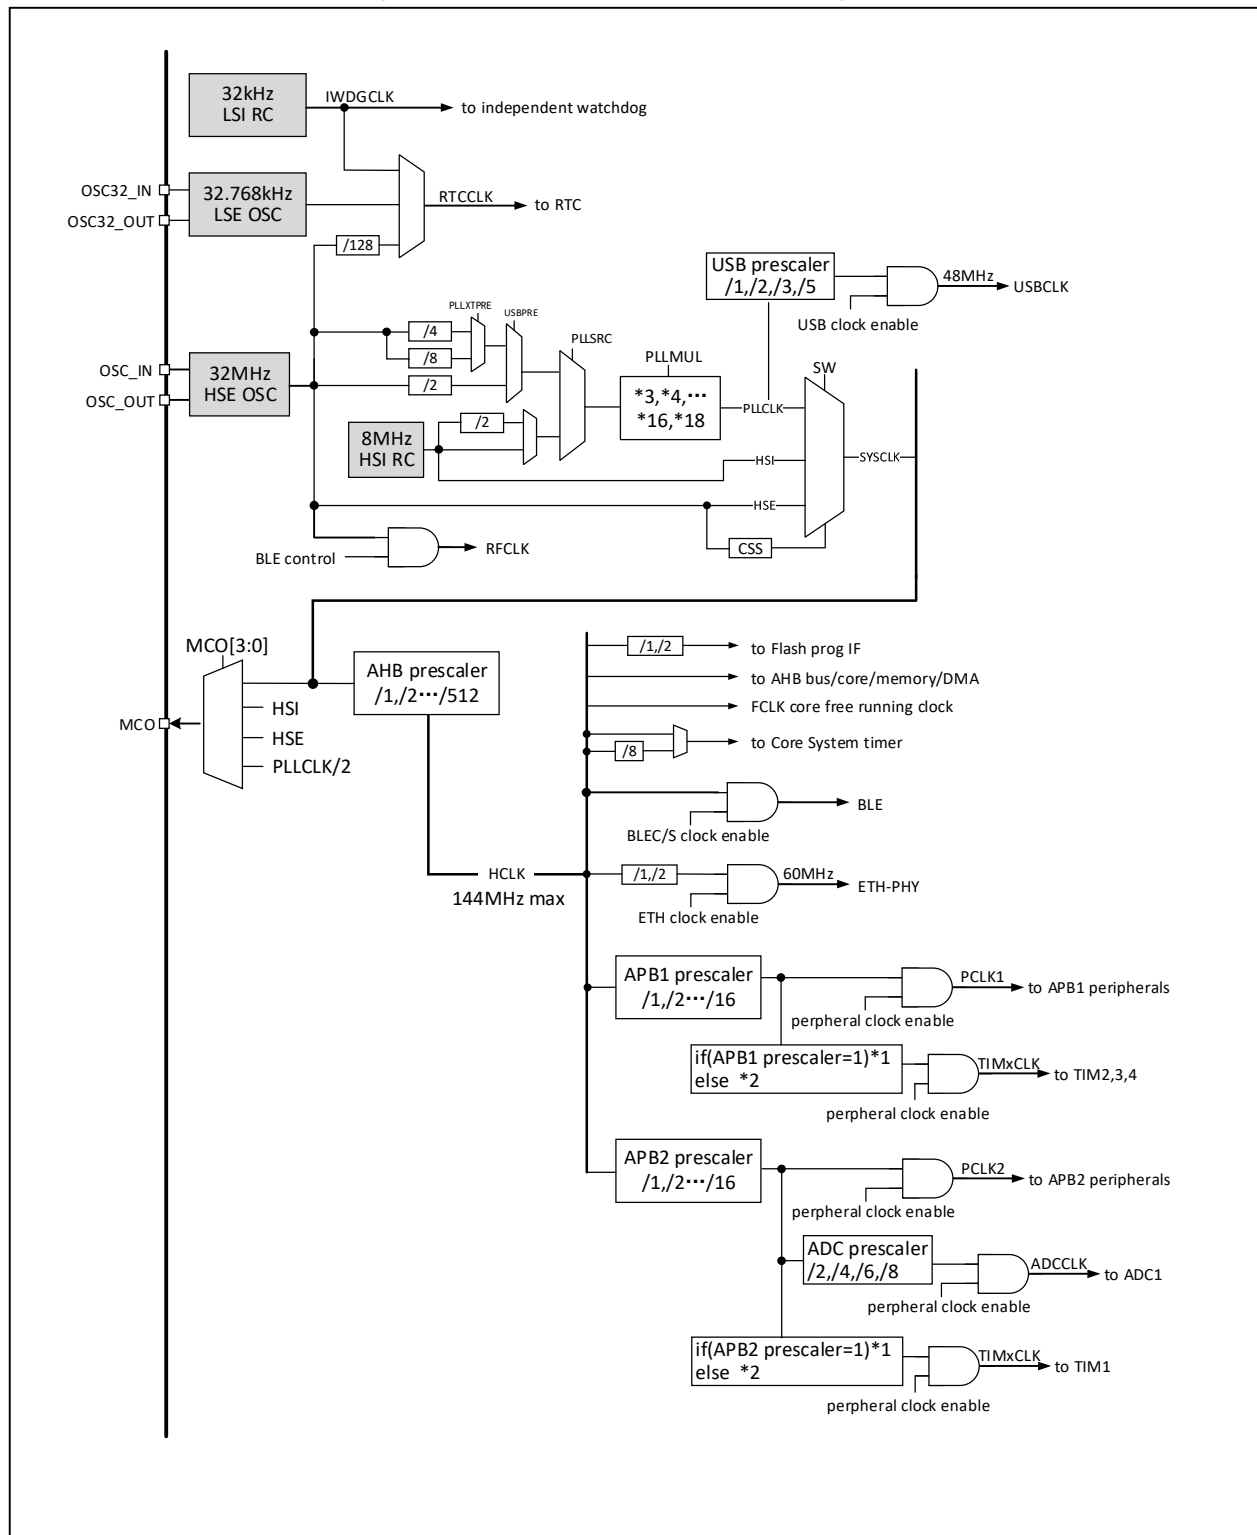 32kHz
LSI RC
IWDGCLK
to independent watchdog
OSC32_IN
OSC32_OUT
32.768kHz
LSE OSC
RTCCLK
to RTC
/128
USB prescaler
/1,/2,/3,/5
48MHz
USBCLK
USB clock enable
PLLXTPRE
USBPRE
/4
/8
/2
PLLSRC
PLLMUL
*3,*4,⋯
*16,*18
PLLCLK
SW
OSC_IN
OSC_OUT
32MHz
HSE OSC
8MHz
HSI RC
/2
HSI
SYSCLK
HSE
CSS
BLE control
RFCLK
MCO[3:0]
MCO
HSI
HSE
PLLCLK/2
AHB prescaler
/1,/2⋯/512
/1,/2
to Flash prog IF
to AHB bus/core/memory/DMA
FCLK core free running clock
/8
to Core System timer
BLE
BLEC/S clock enable
HCLK
144MHz max
/1,/2
60MHz
ETH-PHY
ETH clock enable
APB1 prescaler
/1,/2⋯/16
PCLK1
to APB1 peripherals
perpheral clock enable
if(APB1 prescaler=1)*1
else *2
TIMxCLK
to TIM2,3,4
perpheral clock enable
APB2 prescaler
/1,/2⋯/16
PCLK2
to APB2 peripherals
perpheral clock enable
ADC prescaler
/2,/4,/6,/8
ADCCLK
to ADC1
perpheral clock enable
if(APB2 prescaler=1)*1
else *2
TIMxCLK
to TIM1
perpheral clock enable